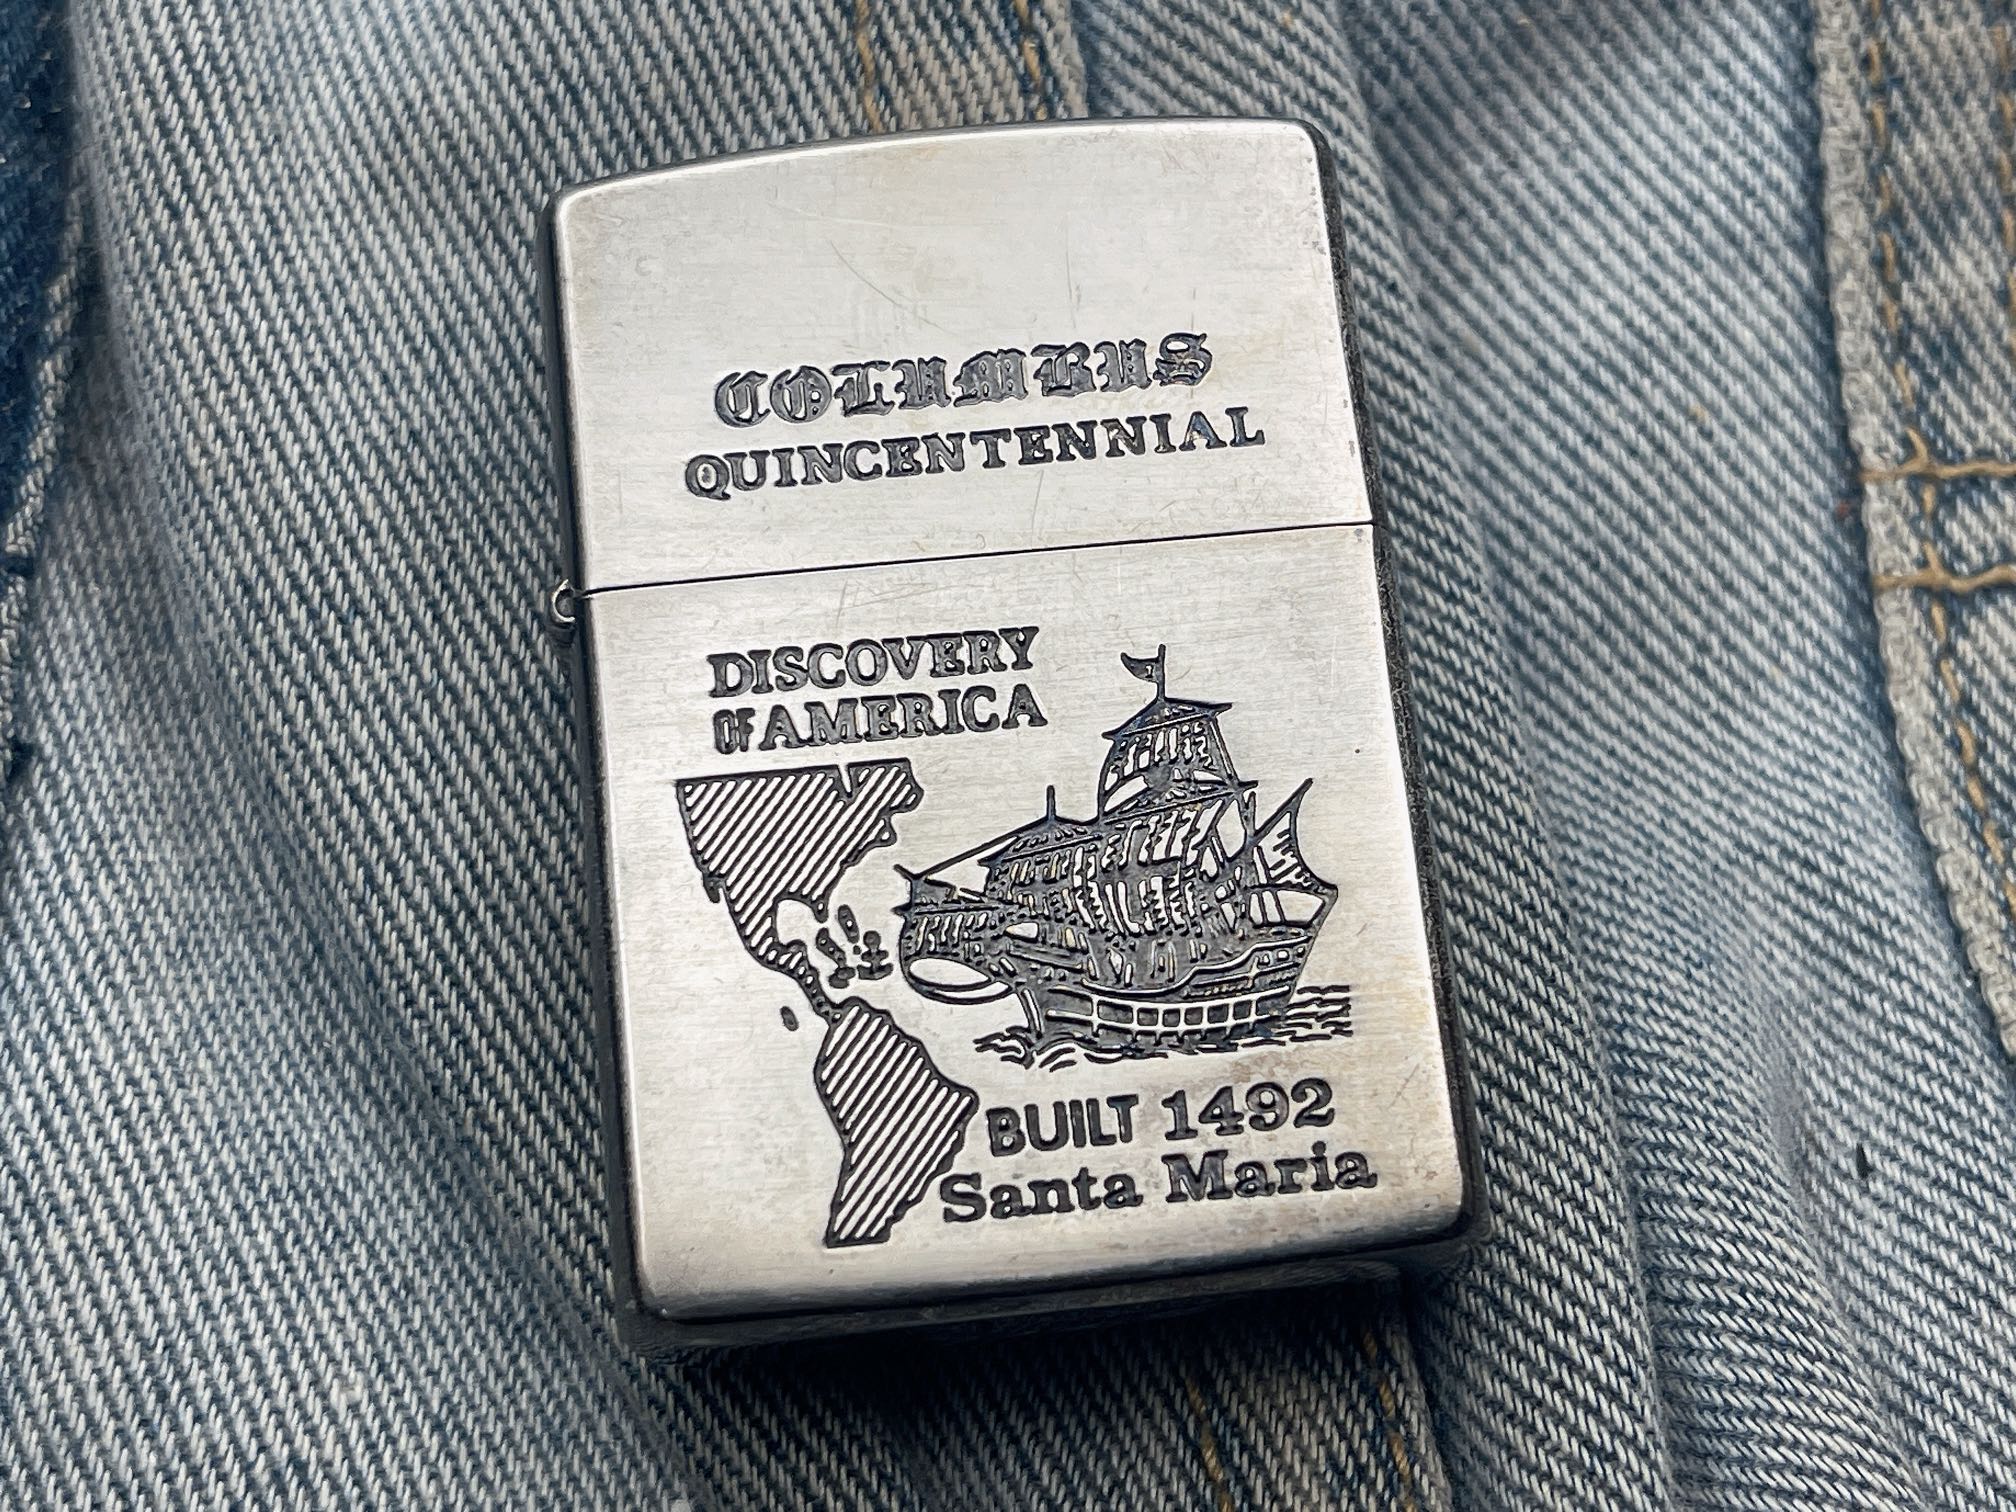 COLUMBUS
QUINCENTENNIAL
DISCOVERY
OF AMERICA
BUILT 1492
Santa Maria